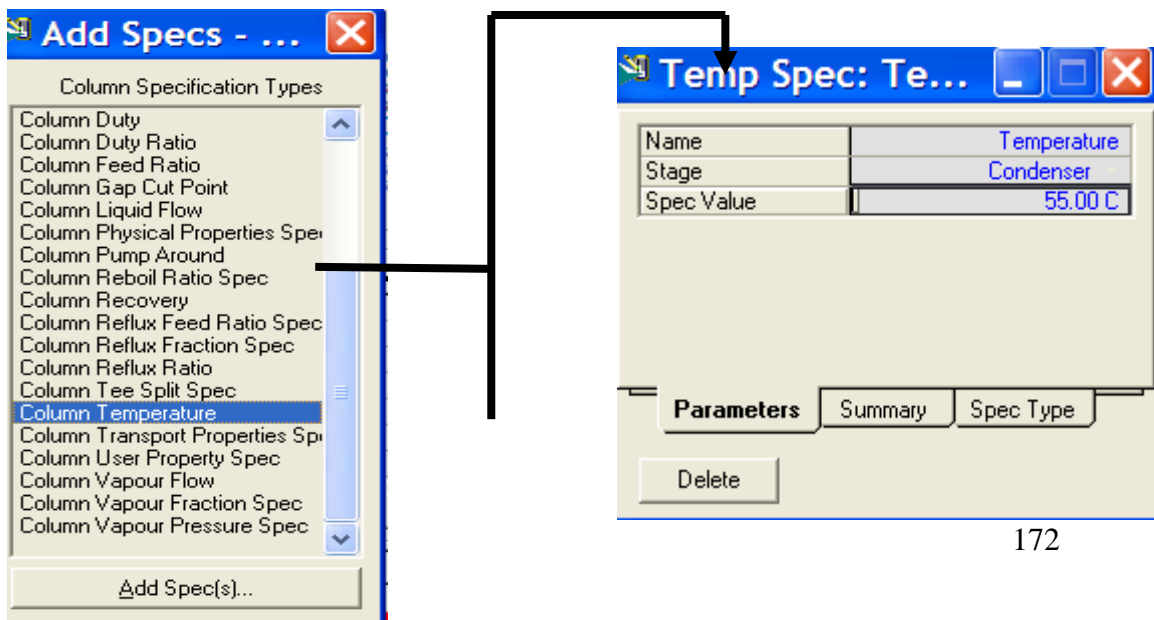 Add Specs - ...
Column Specification Types
Column Duty
Column Duty Ratio
Column Feed Ratio
Column Gap Cut Point
Column Liquid Flow
Column Physical Properties Spe
Column Pump Around
Column Reboil Ratio Spec
Column Recovery
Column Reflux Feed Ratio Spec
Column Reflux Fraction Spec
Column Reflux Ratio
Column Tee Split Spec
Column Temperature
Column Transport Properties Sp
Column User Property Spec
Column Vapour Flow
Column Vapour Fraction Spec
Column Vapour Pressure Spec
Add Spec(s)...
Temp Spec: Te...
Name Temperature
Stage Condenser
Spec Value 55.00 C
Parameters Summary Spec Type
Delete
172